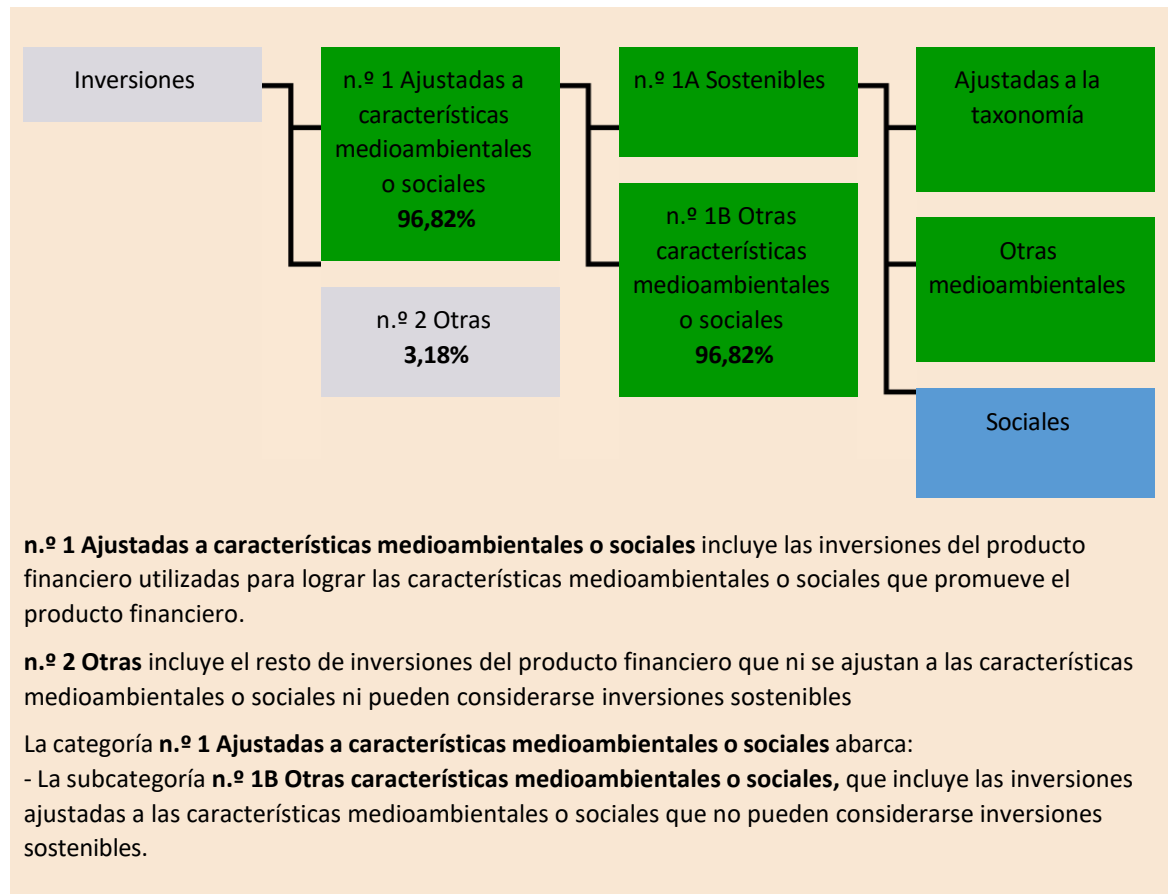 Inversiones
n.º 1 Ajustadas a
características
medioambientales
o sociales
96,82%
n.º 2 Otras
3,18%
n.º 1A Sostenibles
n.º 1B Otras
características
medioambientales
o sociales
96,82%
Ajustadas a la
taxonomía
Otras
medioambientales
Sociales
n.º 1 Ajustadas a características medioambientales o sociales incluye las inversiones del producto
financiero utilizadas para lograr las características medioambientales o sociales que promueve el
producto financiero.
n.º 2 Otras incluye el resto de inversiones del producto financiero que ni se ajustan a las características
medioambientales o sociales ni pueden considerarse inversiones sostenibles
La categoría n.º 1 Ajustadas a características medioambientales o sociales abarca:
- La subcategoría n.º 1B Otras características medioambientales o sociales, que incluye las inversiones
ajustadas a las características medioambientales o sociales que no pueden considerarse inversiones
sostenibles.